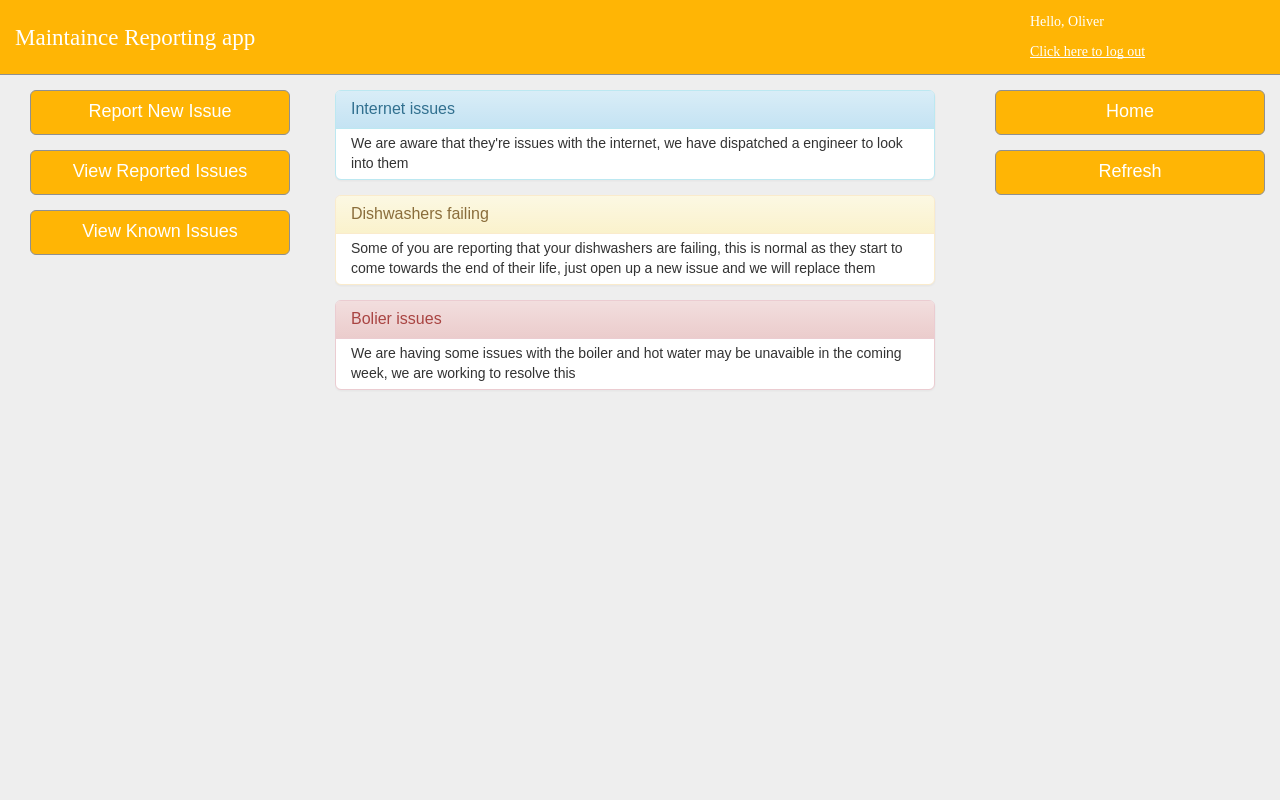 Maintaince Reporting app
Hello, Oliver
Click here to log out
Report New Issue
View Reported Issues
View Known Issues
Internet issues
We are aware that they're issues with the internet, we have dispatched a engineer to look
into them
Dishwashers failing
Some of you are reporting that your dishwashers are failing, this is normal as they start to
come towards the end of their life, just open up a new issue and we will replace them
Bolier issues
We are having some issues with the boiler and hot water may be unavaible in the coming
week, we are working to resolve this
Home
Refresh